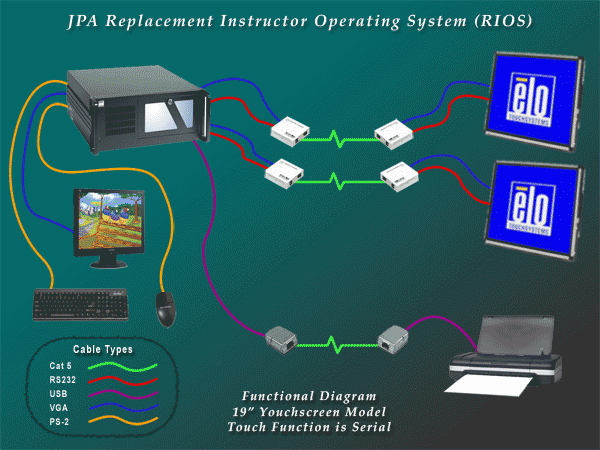 JPA Replacement Instructor Operating System (RIOS)
elo
TOUCHSYSTEMS
elo
TOUCHSYSTEMS
Cable Types
Cat 5
RS232
USB
VGA
PS-2
Functional Diagram
19" Youchscreen Model
Touch Function is Serial